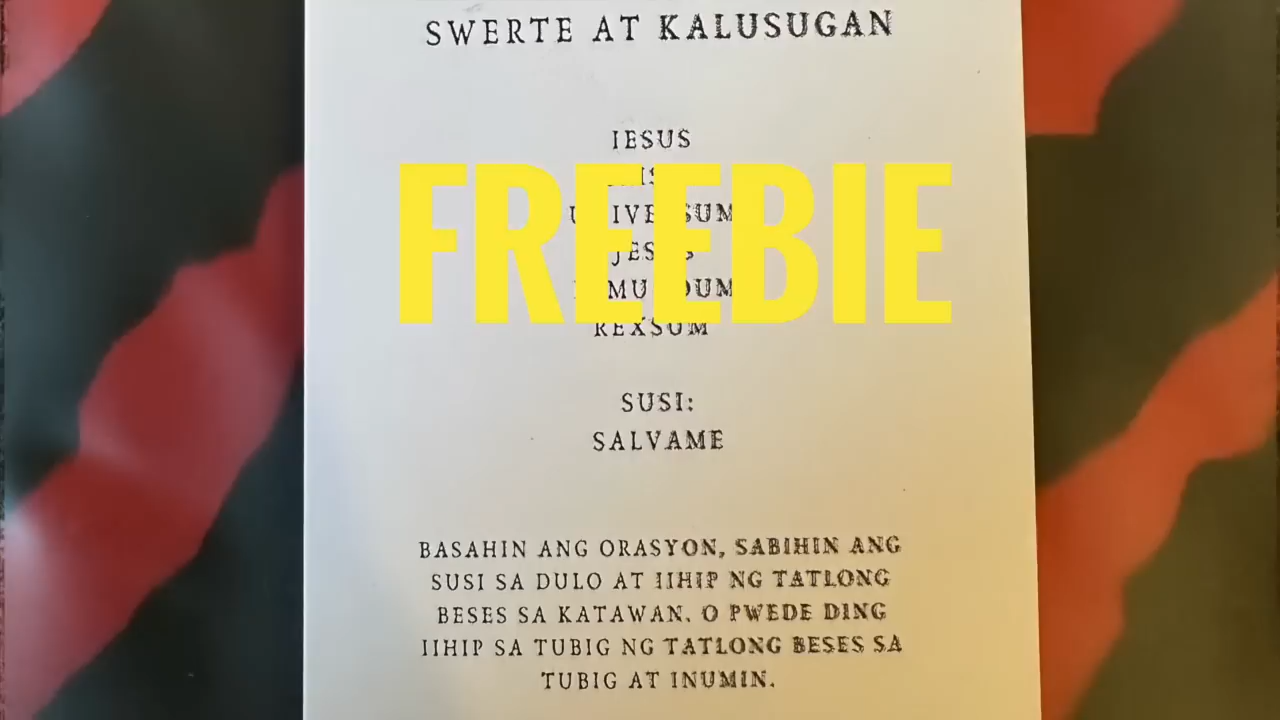 SWERTE AT KALUSUGAN
IESUS
FREEBIE
JESUS
REXSUM
SUSI:
SALVAME
BASAHIN ANG ORASYON, SABIHIN ANG
SUSI SA DULO AT IIHIP NG TATLONG
BESES SA KATAWAN. O PWEDE DING
IIHIP SA TUBIG NG TATLONG BESES SA
TUBIG AT INUMIN.